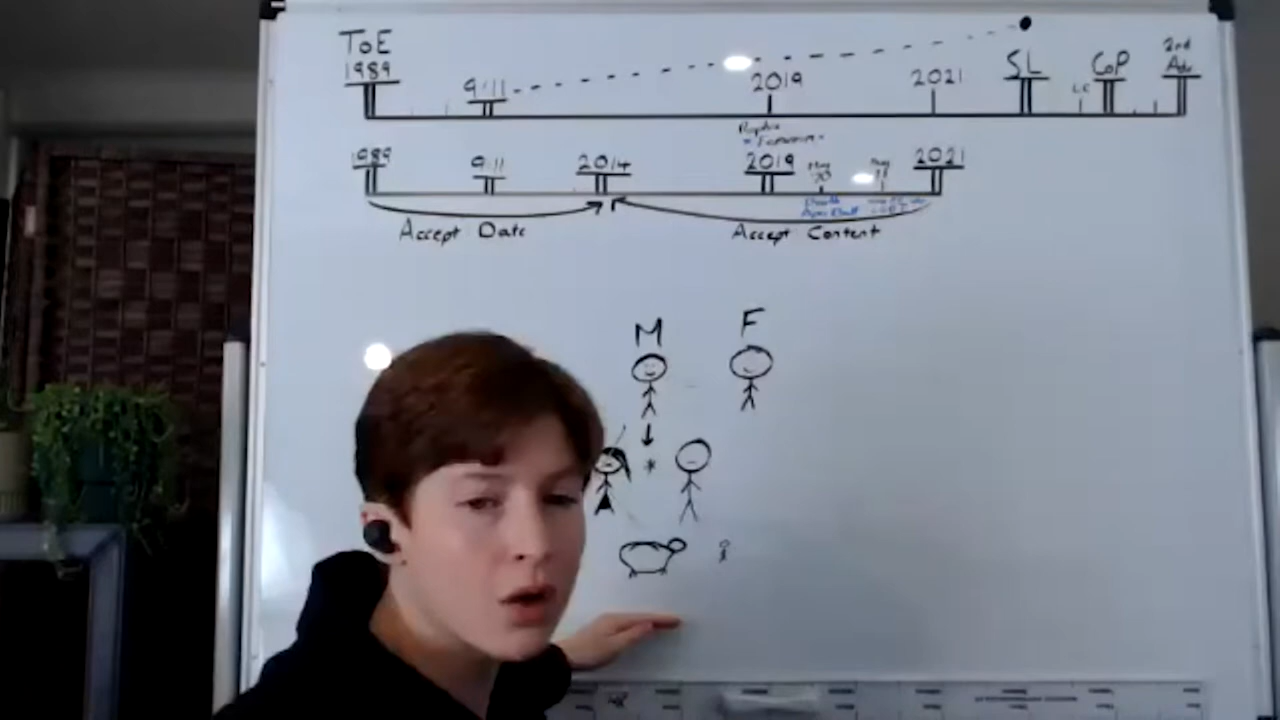 ToE
1989
9-11
2019
2021
SL
CoP
2nd
Adv
1989
9-11
2014
2019
2021
Accept Date
Accept Content
M
F